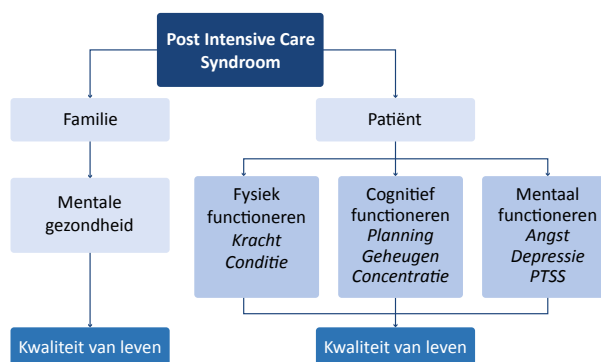 Post Intensive Care
Syndroom
Familie
Patiënt
Mentale
gezondheid
Fysiek
functioneren
Kracht
Conditie
Cognitief
functioneren
Planning
Geheugen
Concentratie
Mentaal
functioneren
Angst
Depressie
PTSS
Kwaliteit van leven
Kwaliteit van leven